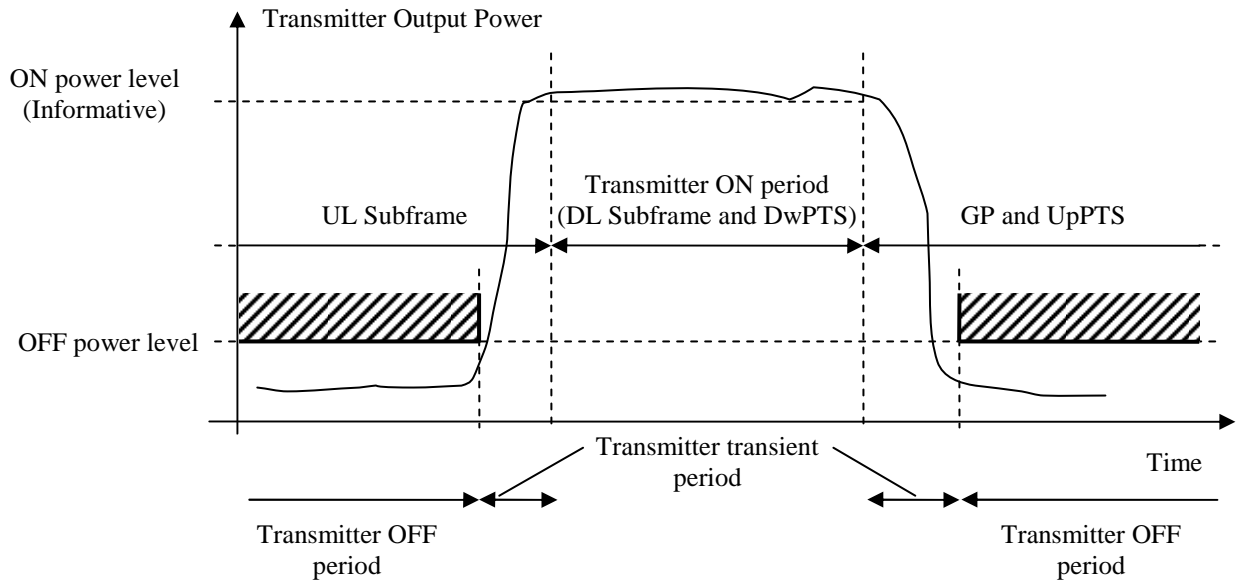 Transmitter Output Power
ON power level
(Informative)
Transmitter ON period
UL Subframe
(DL Subframe and DwPTS)
GP and UpPTS
OFF power level
Transmitter transient
period
Time
Transmitter OFF
period
Transmitter OFF
period